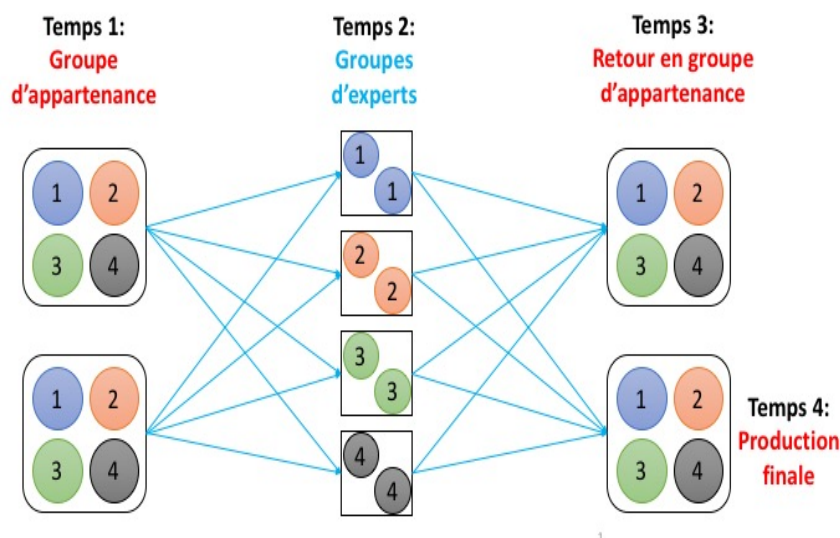 Temps 1:
Groupe
d'appartenance
Temps 2:
Groupes
d'experts
Temps 3:
Retour en groupe
d'appartenance
1 2
3 4
1 2
3 4
1
1
2
2
3
3
4
4
1 2
3 4
1 2
3 4
Temps 4:
Production
finale
1